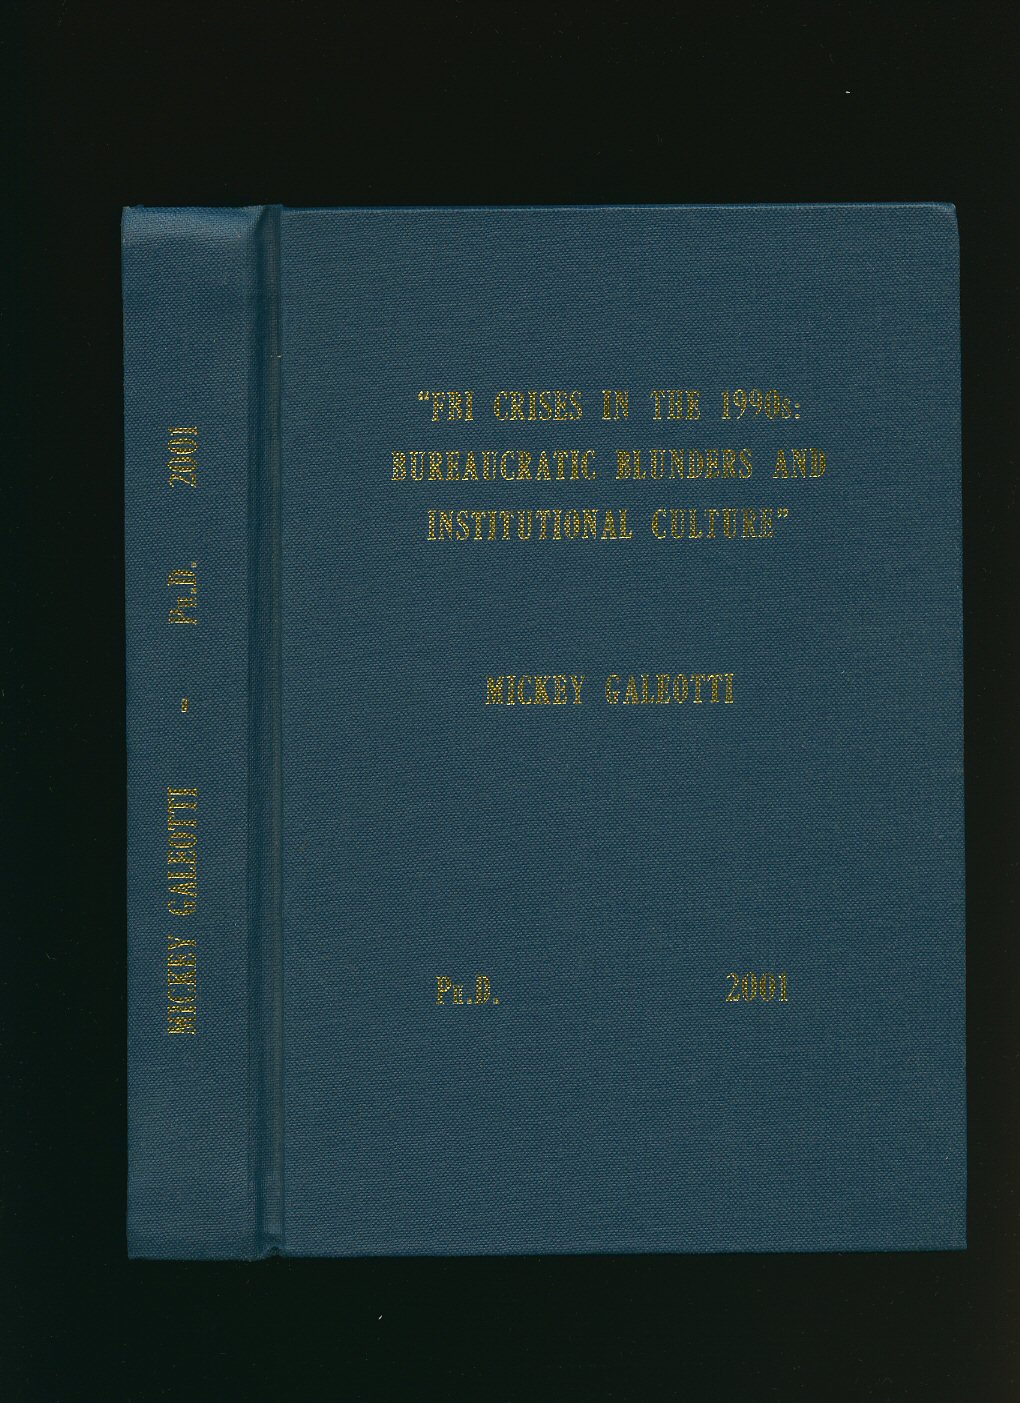 "FBI CRISES IN THE 1990s:
BUREAUCRATIC BLUNDERS AND
INSTITUTIONAL CULTURE"
MICKEY GALEOTTI
PH.D. 2001
MICKEY GALEOTTI - PH.D. 2001